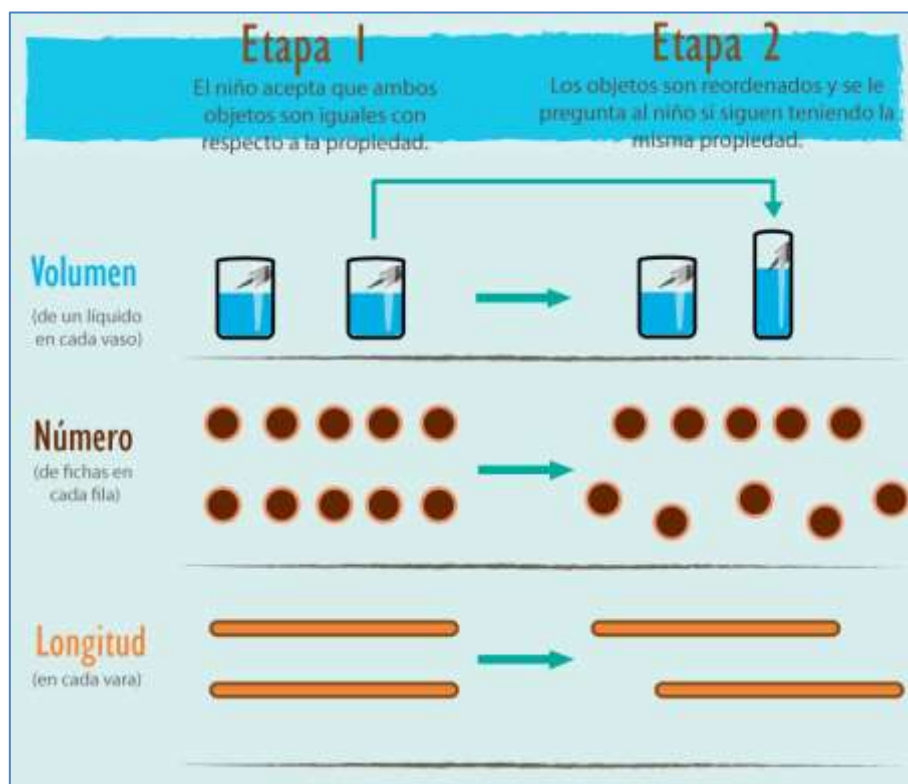 Etapa 1
El niño acepta que ambos
objetos son iguales con
respecto a la propiedad.
Etapa 2
Los objetos son reordenados y se le
pregunta al niño si siguen teniendo la
misma propiedad.
Volumen
(de un líquido
en cada vaso)
Número
(de fichas en
cada fila)
Longitud
(en cada vara)